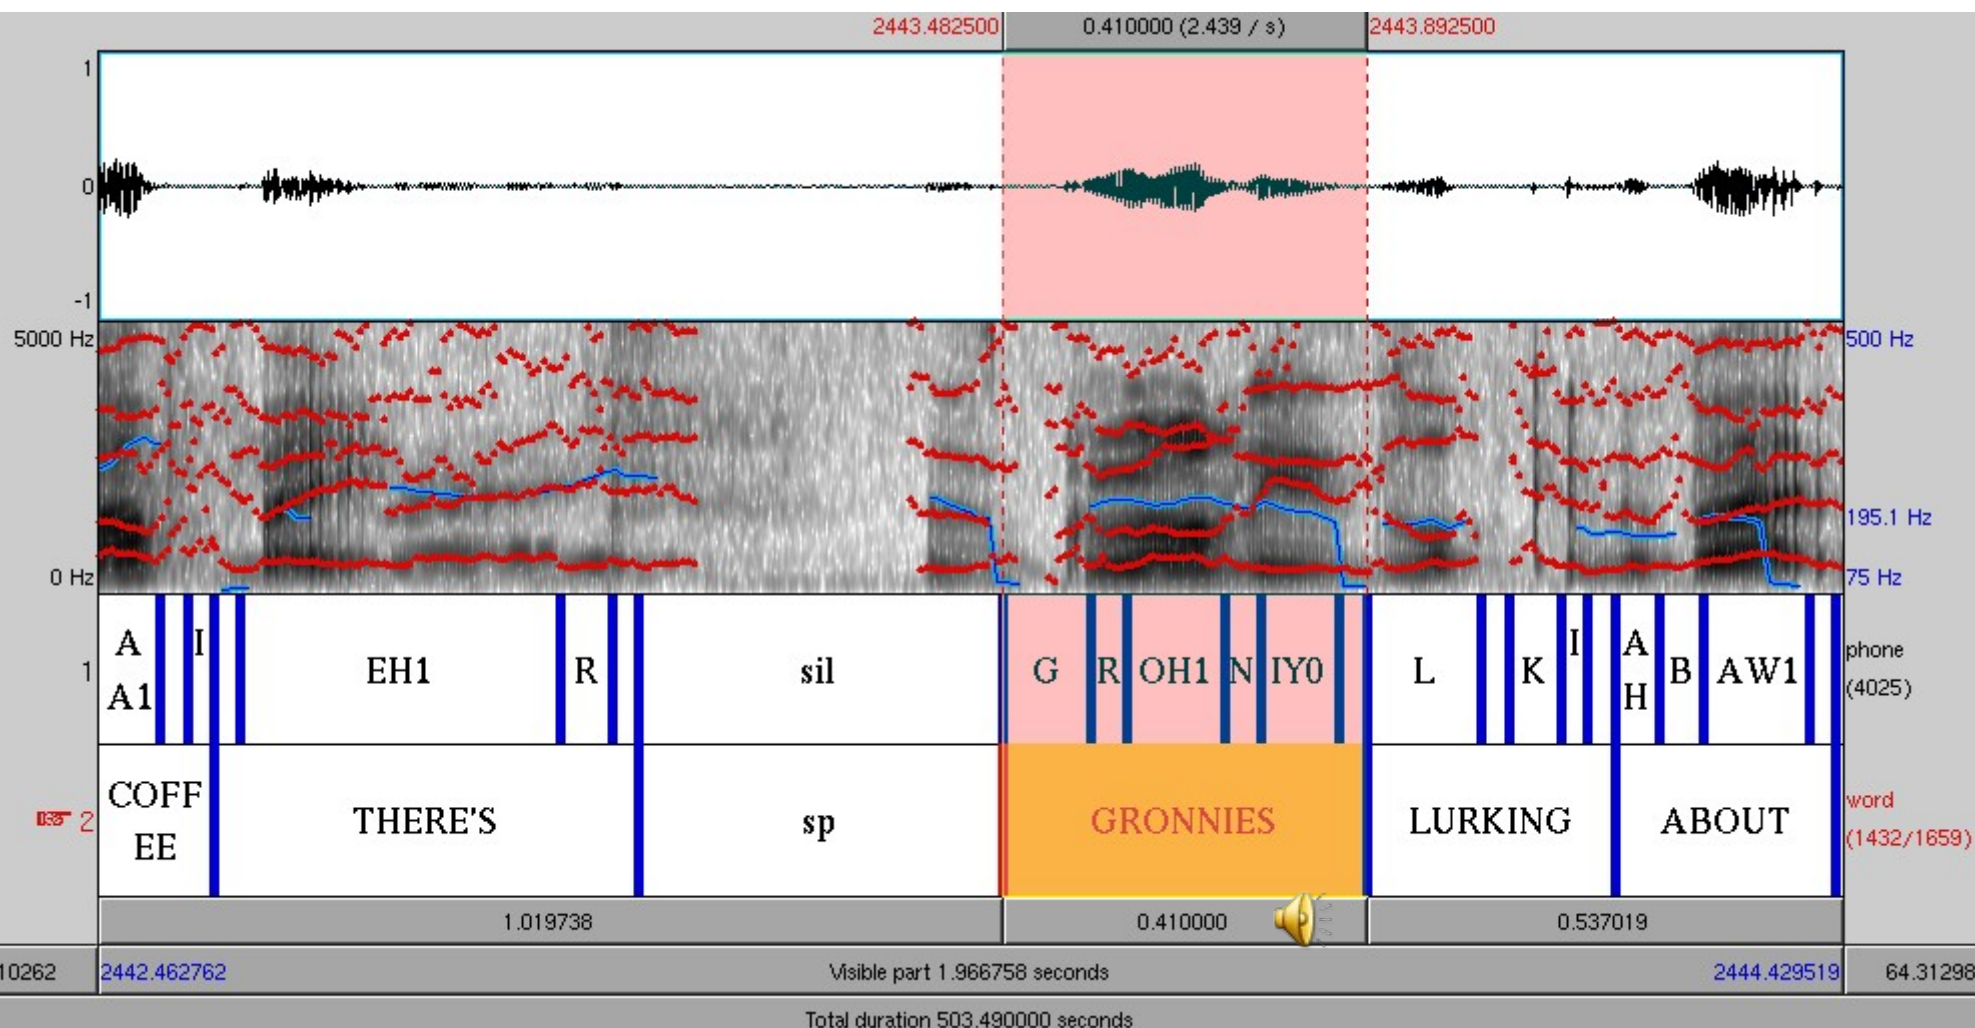 2443.482500 0.410000 (2.439 / s) 2443.892500
1
0
-1
5000 Hz 500 Hz
195.1 Hz
0 Hz 75 Hz
1 A A1 I EH1 R sil G R OH1 N IY0 L K I A H B AW1 phone (4025)
2 COFF EE THERE'S sp GRONNIES LURKING ABOUT word (1432/1659)
1.019738 0.410000 0.537019
10262 2442.462762 Visible part 1.966758 seconds 2444.429519 64.31298
Total duration 503.490000 seconds